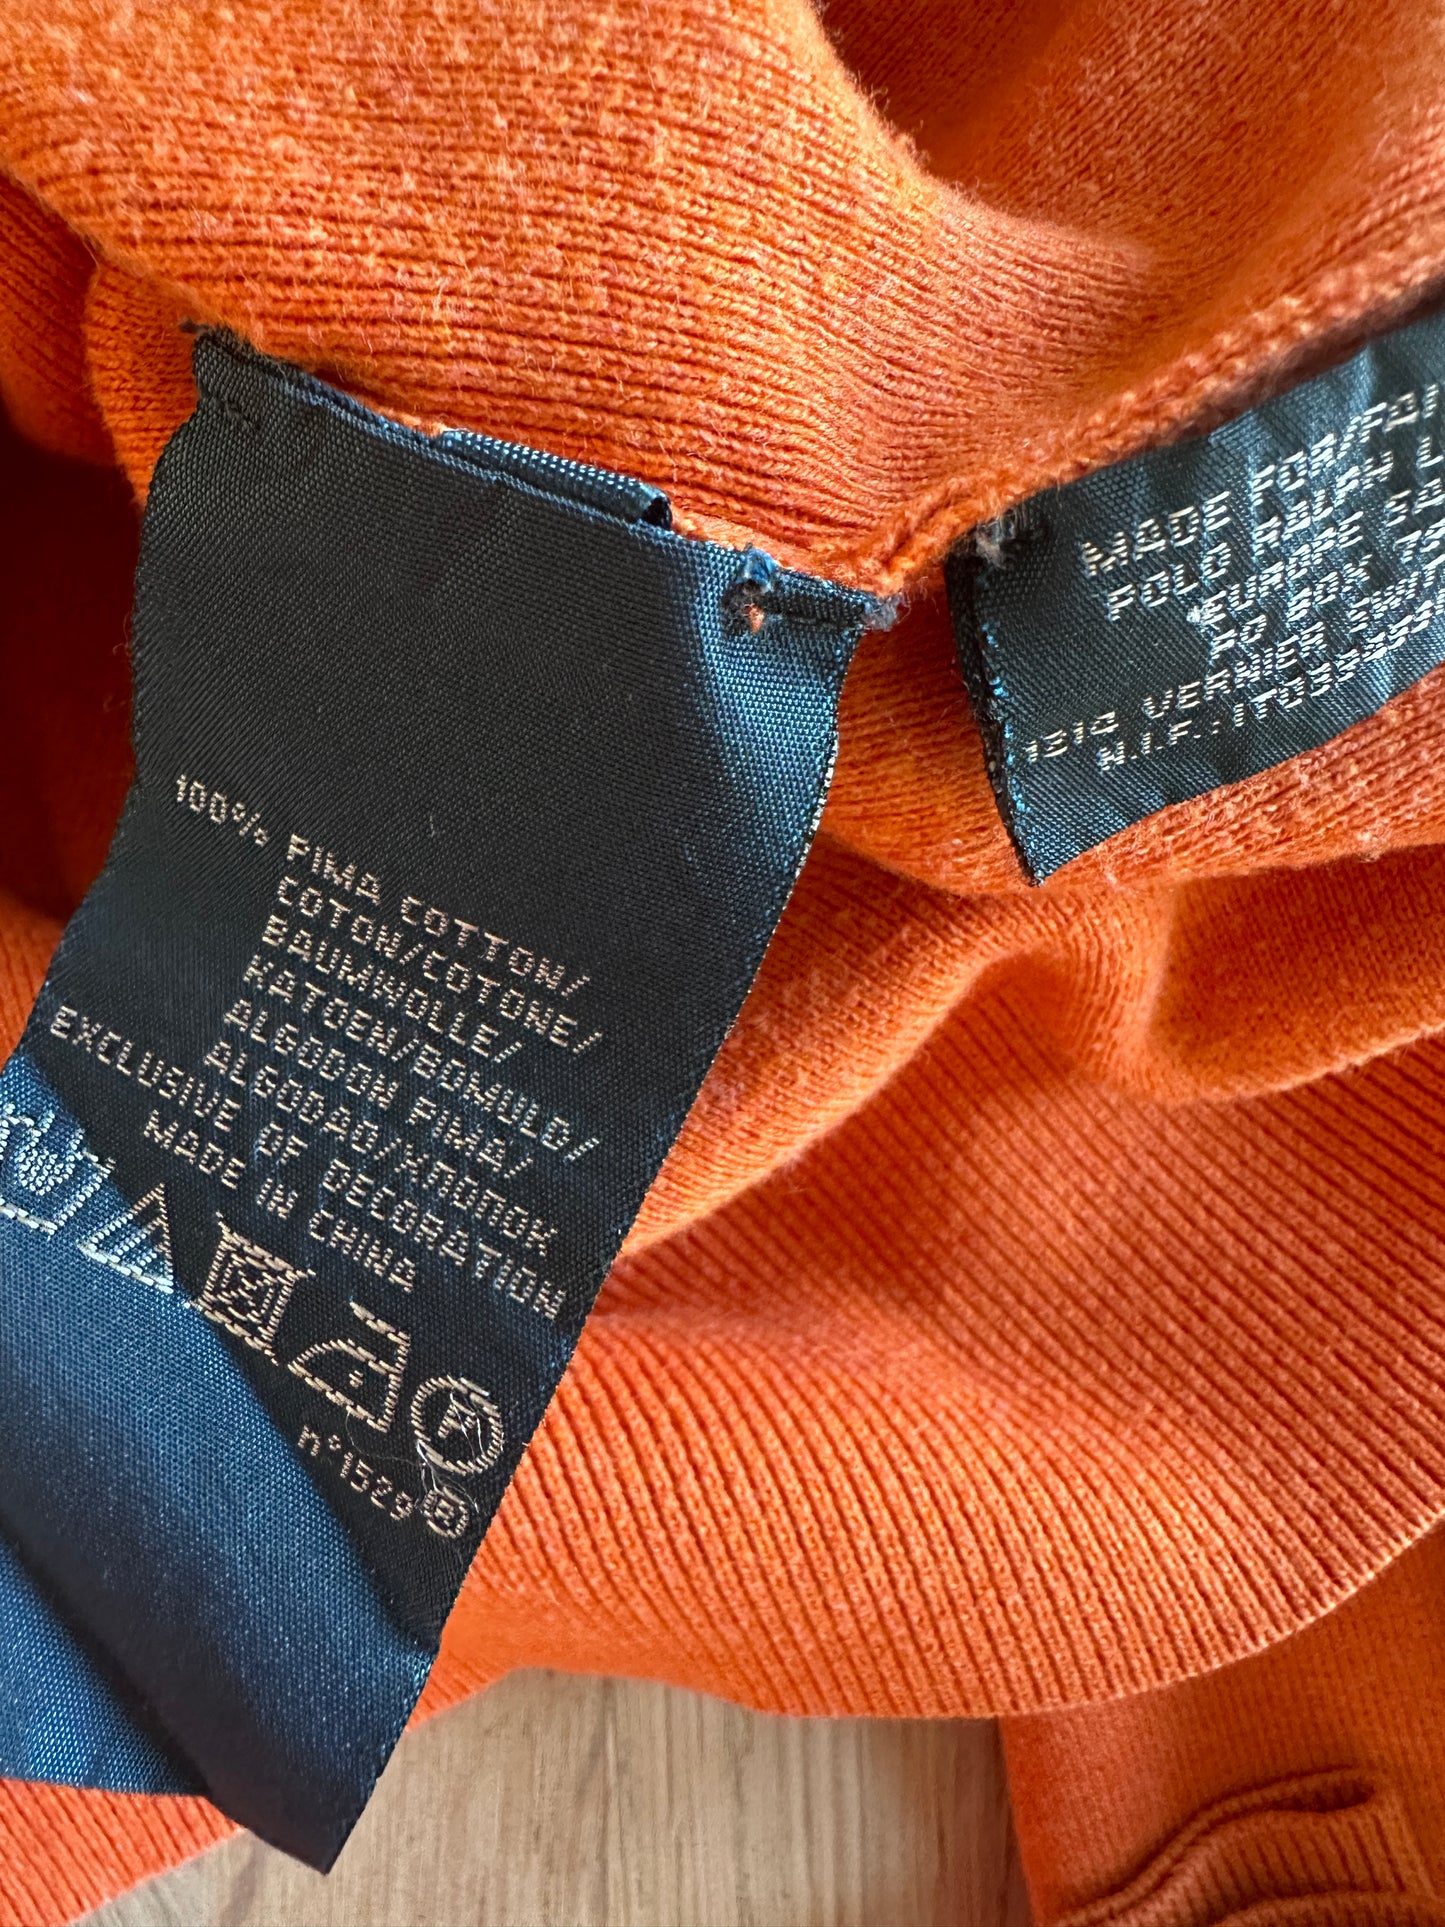 100% PIMA COTTON/
COTON/COTONE/
BAUMWOLLE/
KATOEN/BOMULD/
ALGODON PIMA/
ALGODAO/ХЛОПОК
EXCLUSIVE OF DECORATION
MADE IN CHINA
P
n°1529
MADE FOR/
POLO RALPH
EUROPE
PO BOX
1214 VERNIER
N.I.F.: